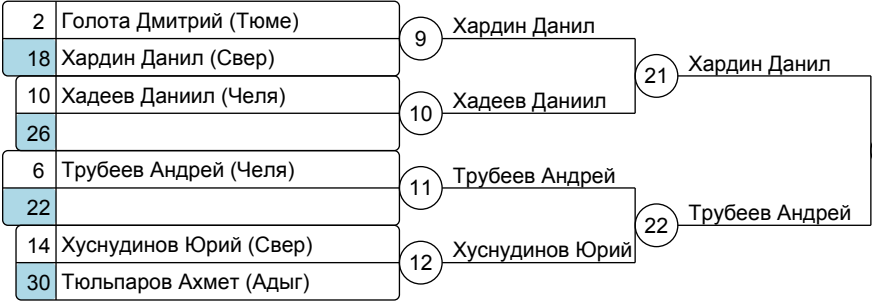 2 Голота Дмитрий (Тюме)
18 Хардин Данил (Свер)
9 Хардин Данил
10 Хадеев Даниил (Челя)
26
10 Хадеев Даниил
21 Хардин Данил
6 Трубеев Андрей (Челя)
22
11 Трубеев Андрей
14 Хуснудинов Юрий (Свер)
30 Тюльпаров Ахмет (Адыг)
12 Хуснудинов Юрий
22 Трубеев Андрей